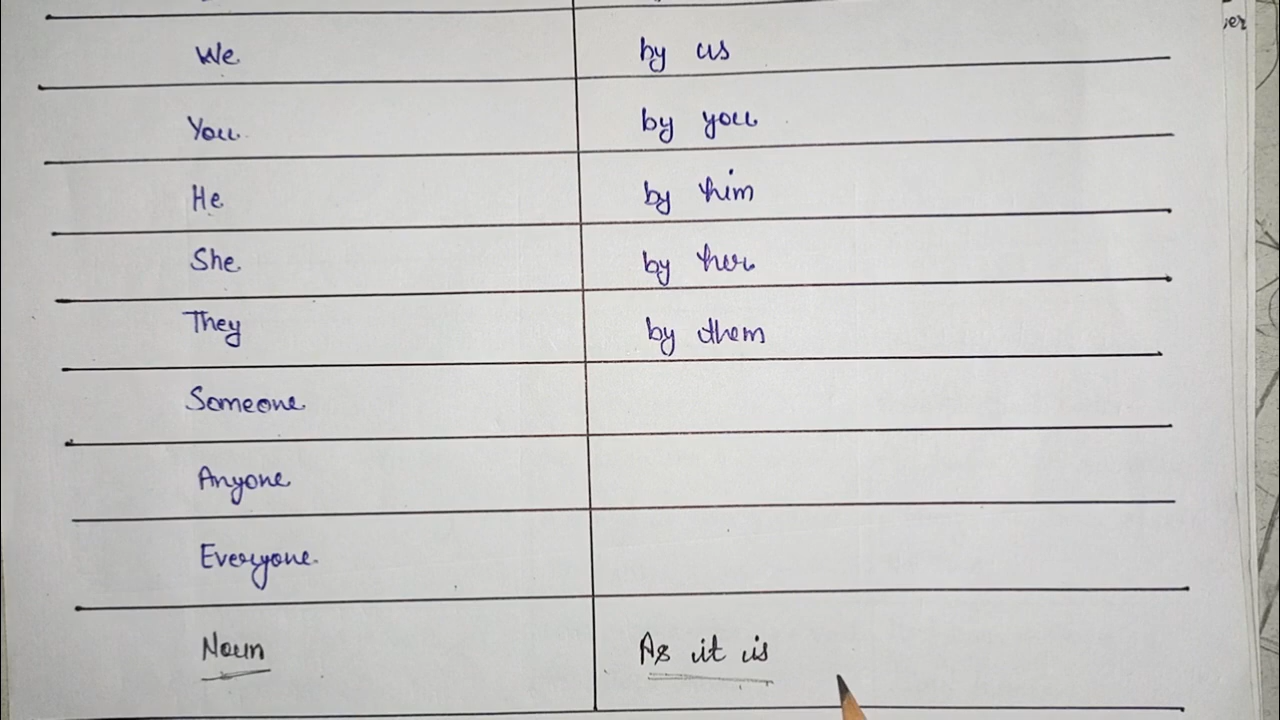 We by us
You by you
He by him
She by her
They by them
Someone
Anyone
Everyone.
Noun As it is